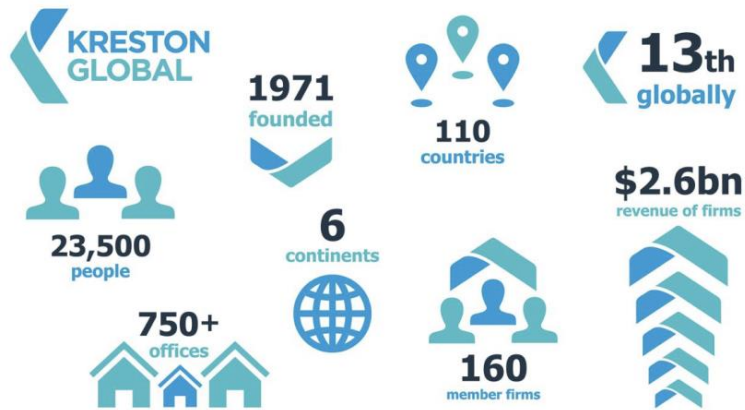 KRESTON
GLOBAL
1971
founded
110
countries
13th
globally
23,500
people
6
continents
$2.6bn
revenue of firms
750+
offices
160
member firms